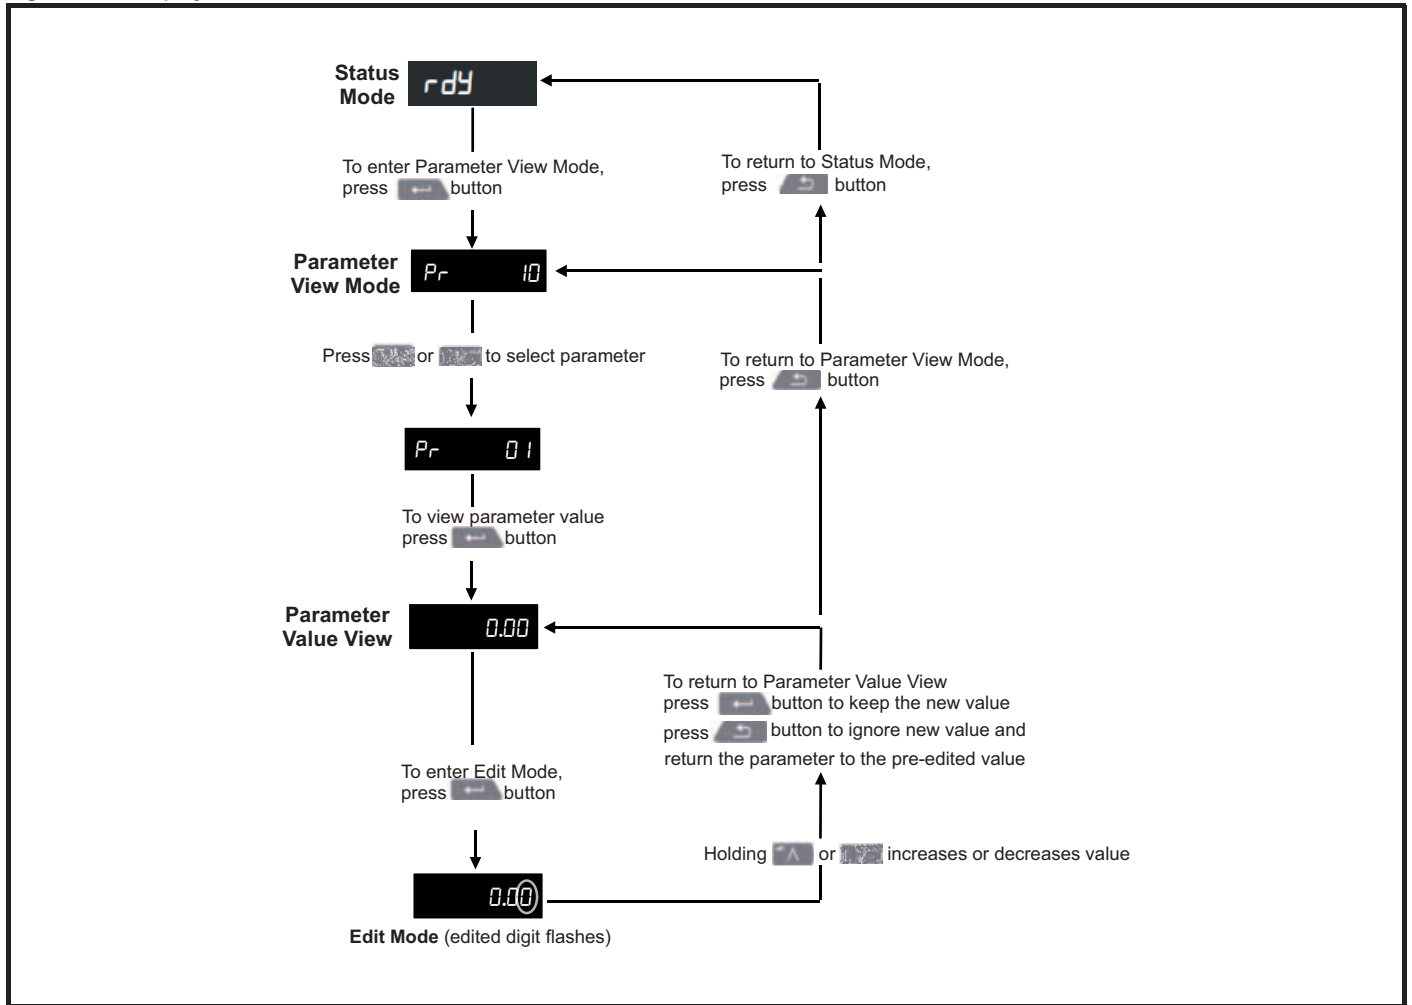 Status
Mode
rdy
To enter Parameter View Mode,
press button
To return to Status Mode,
press button
Parameter
View Mode
Pr 10
Press or to select parameter
To return to Parameter View Mode,
press button
Pr 01
To view parameter value
press button
Parameter
Value View
0.00
To return to Parameter Value View
press button to keep the new value
press button to ignore new value and
return the parameter to the pre-edited value
To enter Edit Mode,
press button
Holding or increases or decreases value
0.00
Edit Mode (edited digit flashes)